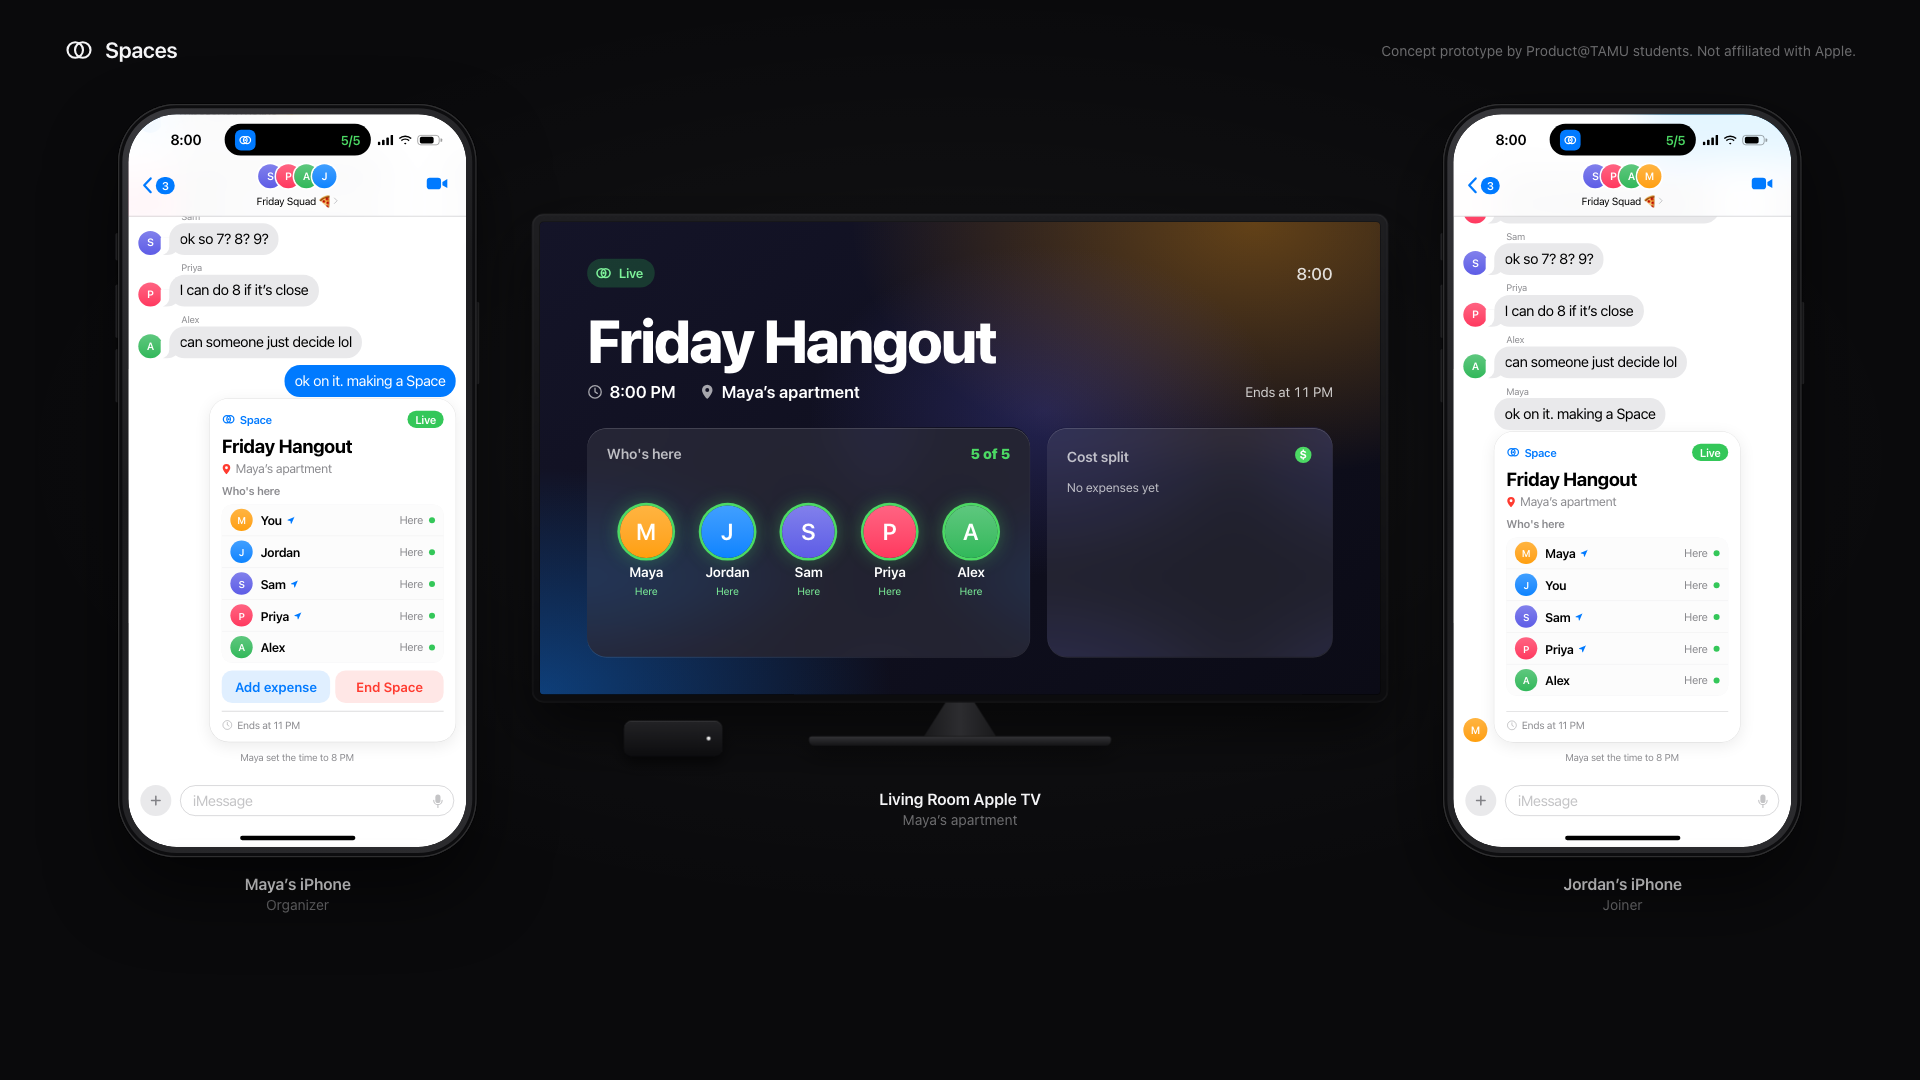 Spaces
Concept prototype by Product@TAMU students. Not affiliated with Apple.
8:00
5/5
3
S P A J
Friday Squad 🍕
Sam
S
ok so 7? 8? 9?
Priya
P
I can do 8 if it's close
Alex
A
can someone just decide lol
ok on it. making a Space
Space
Live
Friday Hangout
Maya's apartment
Who's here
M You Here
J Jordan Here
S Sam Here
P Priya Here
A Alex Here
Add expense
End Space
Ends at 11 PM
Maya set the time to 8 PM
+
iMessage
Maya's iPhone
Organizer
Live
8:00
Friday Hangout
8:00 PM
Maya's apartment
Ends at 11 PM
Who's here
5 of 5
M J S P A
Maya Jordan Sam Priya Alex
Here Here Here Here Here
Cost split
$
No expenses yet
Living Room Apple TV
Maya's apartment
8:00
5/5
3
S P A M
Friday Squad 🍕
Sam
S
ok so 7? 8? 9?
Priya
P
I can do 8 if it's close
Alex
A
can someone just decide lol
Maya
ok on it. making a Space
Space
Live
Friday Hangout
Maya's apartment
Who's here
M Maya Here
J You Here
S Sam Here
P Priya Here
A Alex Here
Ends at 11 PM
M
Maya set the time to 8 PM
+
iMessage
Jordan's iPhone
Joiner